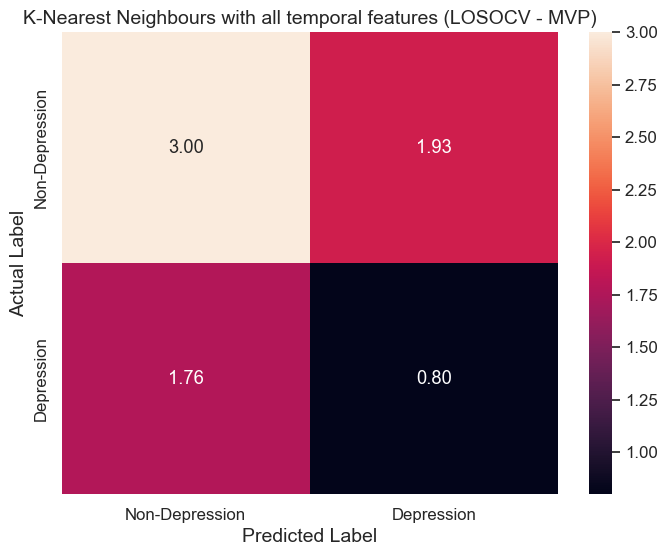 K-Nearest Neighbours with all temporal features (LOSOCV - MVP)
Actual Label
Non-Depression
Depression
3.00
1.93
1.76
0.80
Non-Depression
Depression
Predicted Label
3.00
2.75
2.50
2.25
2.00
1.75
1.50
1.25
1.00